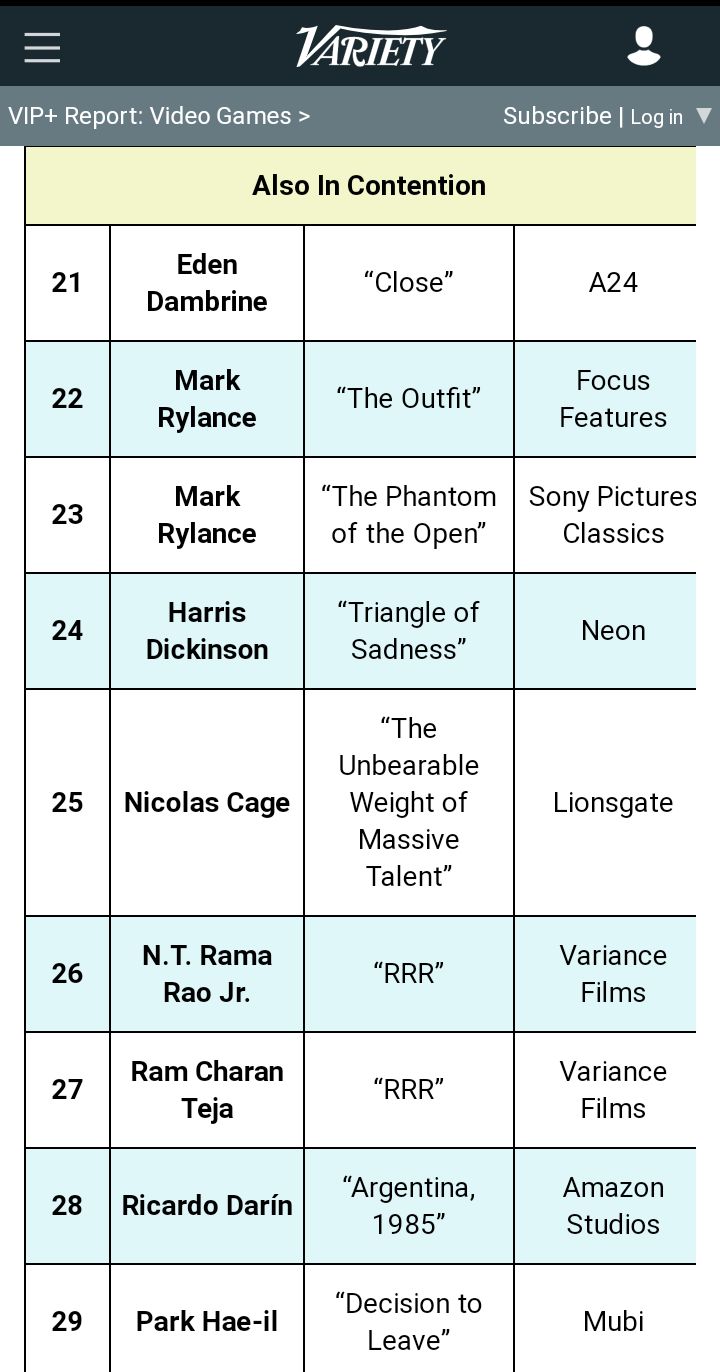 VARIETY
VIP+ Report: Video Games >
Subscribe | Log in ▼
Also In Contention
21
Eden
Dambrine
“Close”
A24
22
Mark
Rylance
“The Outfit”
Focus
Features
23
Mark
Rylance
“The Phantom
of the Open”
Sony Pictures
Classics
24
Harris
Dickinson
“Triangle of
Sadness”
Neon
25
Nicolas Cage
“The
Unbearable
Weight of
Massive
Talent”
Lionsgate
26
N.T. Rama
Rao Jr.
“RRR”
Variance
Films
27
Ram Charan
Teja
“RRR”
Variance
Films
28
Ricardo Darín
“Argentina,
1985”
Amazon
Studios
29
Park Hae-il
“Decision to
Leave”
Mubi